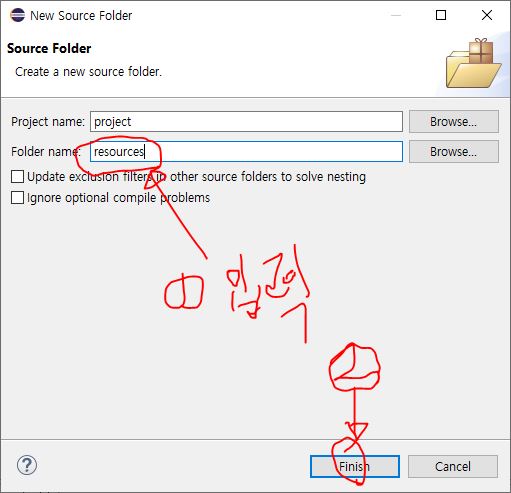 New Source Folder
Source Folder
Create a new source folder.
Project name: project Browse...
Folder name: resources Browse...
Update exclusion filters in other source folders to solve nesting
Ignore optional compile problems
① 입력
②
? Finish Cancel